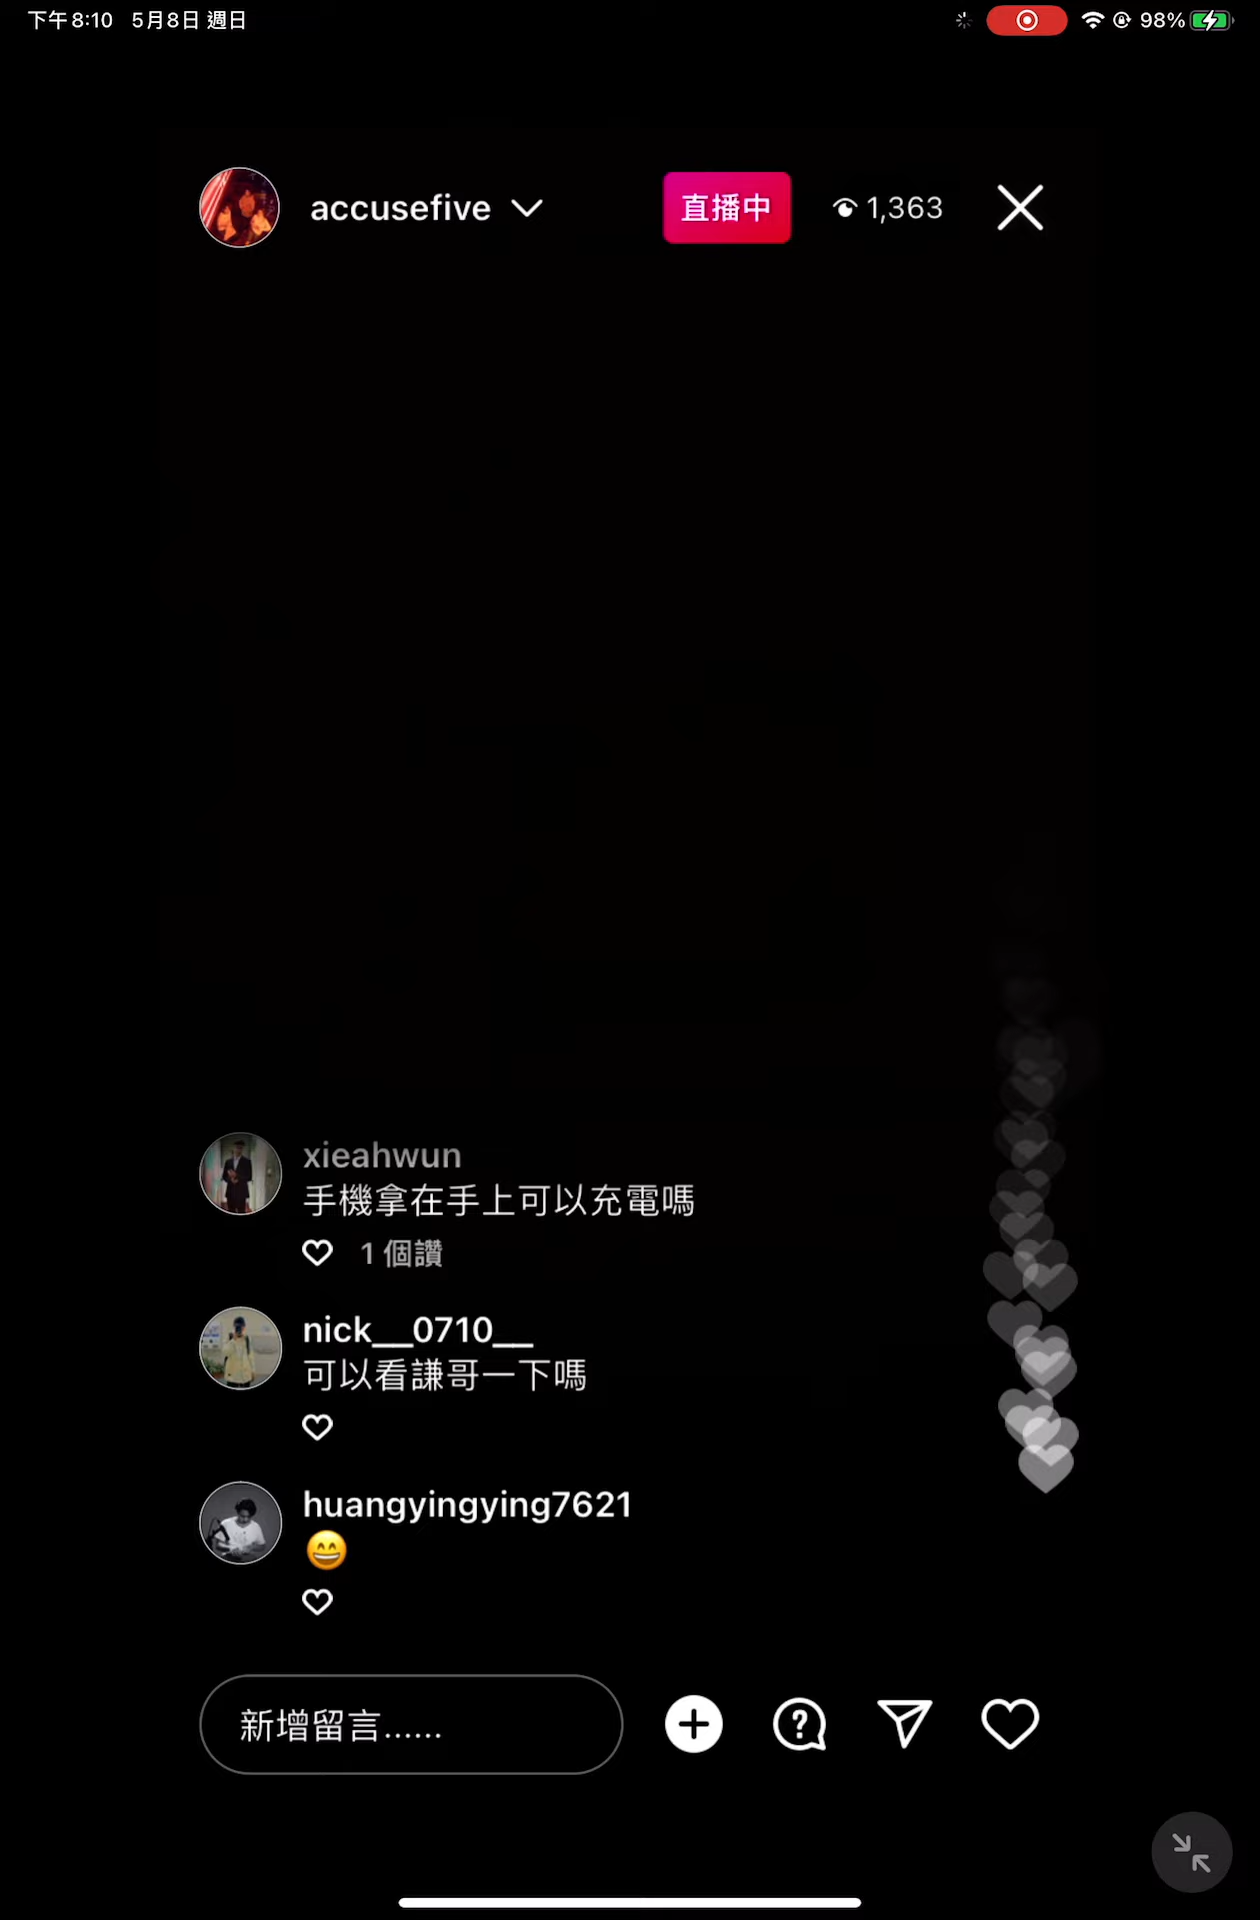 下午8:10 5月8日 週日
98%
accusefive
直播中
1,363
xieahwun
手機拿在手上可以充電嗎
1 個讚
nick__0710__
可以看謙哥一下嗎
huangyingying7621
😄
新增留言......